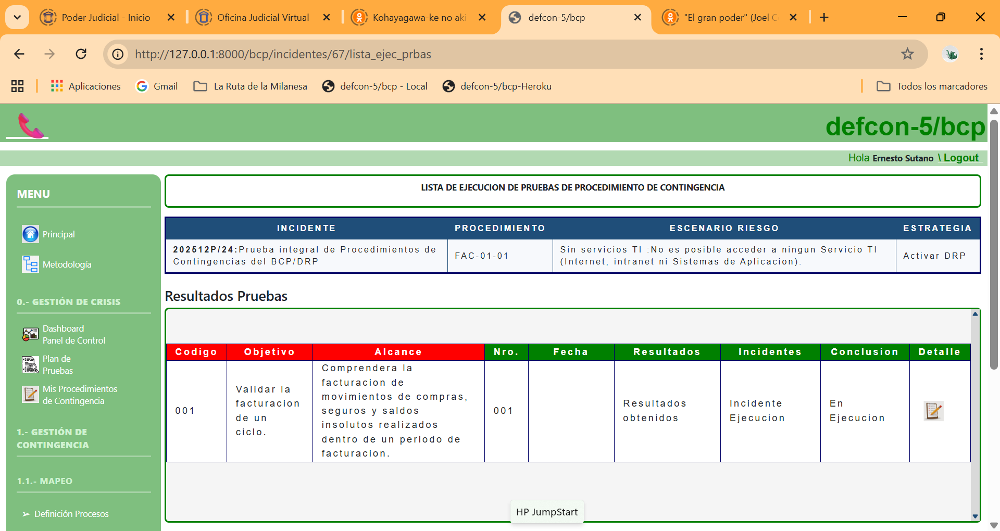 Poder Judicial - Inicio
Oficina Judicial Virtual
Kohayagawa-ke no aki
defcon-5/bcp
"El gran poder" (Joel C
http://127.0.0.1:8000/bcp/incidentes/67/lista_ejec_prbas
Aplicaciones
Gmail
La Ruta de la Milanesa
defcon-5/bcp - Local
defcon-5/bcp-Heroku
Todos los marcadores
defcon-5/bcp
Hola Ernesto Sutano \ Logout
MENU
Principal
Metodología
0.- GESTIÓN DE CRISIS
Dashboard
Panel de Control
Plan de
Pruebas
Mis Procedimientos
de Contingencia
1.- GESTIÓN DE
CONTINGENCIA
1.1.- MAPEO
➢ Definición Procesos
LISTA DE EJECUCION DE PRUEBAS DE PROCEDIMIENTO DE CONTINGENCIA
INCIDENTE
PROCEDIMIENTO
ESCENARIO RIESGO
ESTRATEGIA
202512P/24:Prueba integral de Procedimientos de
Contingencias del BCP/DRP
FAC-01-01
Sin servicios TI :No es posible acceder a ningun Servicio TI
(Internet, intranet ni Sistemas de Aplicacion).
Activar DRP
Resultados Pruebas
Codigo
Objetivo
Alcance
Nro.
Fecha
Resultados
Incidentes
Conclusion
Detalle
001
Validar la
facturacion
de un
ciclo.
Comprendera la
facturacion de
movimientos de compras,
seguros y saldos
insolutos realizados
dentro de un periodo de
facturacion.
001
Resultados
obtenidos
Incidente
Ejecucion
En
Ejecucion
HP JumpStart